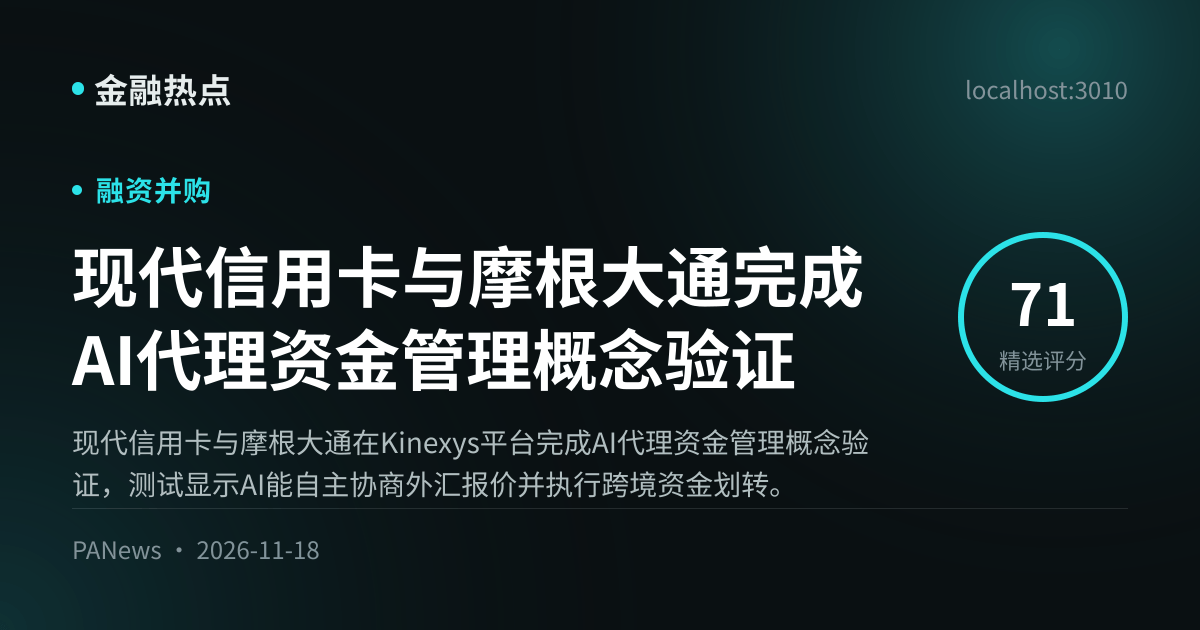 金融热点
localhost:3010
融资并购
现代信用卡与摩根大通完成
AI代理资金管理概念验证
71
精选评分
现代信用卡与摩根大通在Kinexys平台完成AI代理资金管理概念验
证，测试显示AI能自主协商外汇报价并执行跨境资金划转。
PANews • 2026-11-18